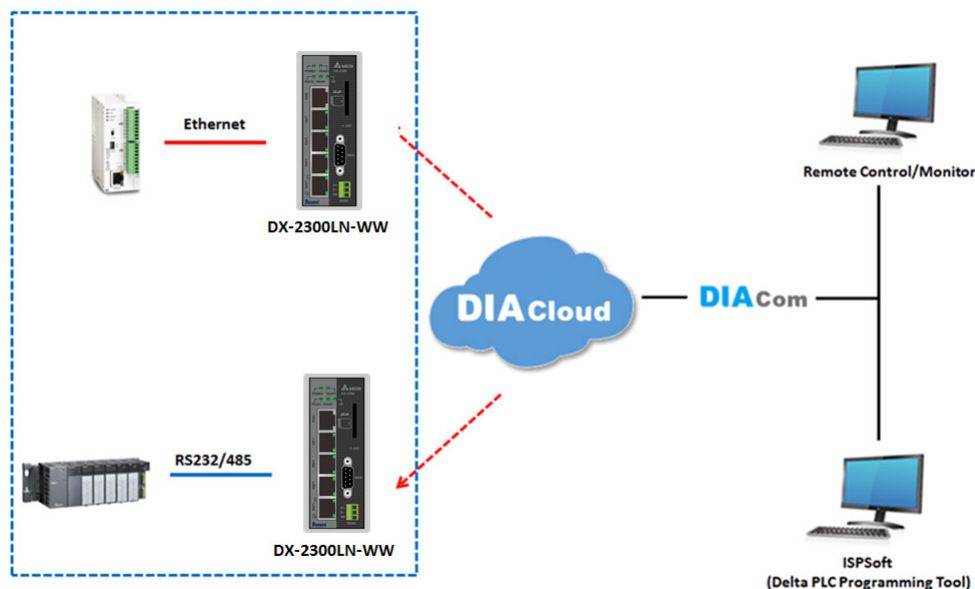 Ethernet
DX-2300LN-WW
Remote Control/Monitor
DIACloud
DIACom
RS232/485
DX-2300LN-WW
ISPSoft
(Delta PLC Programming Tool)